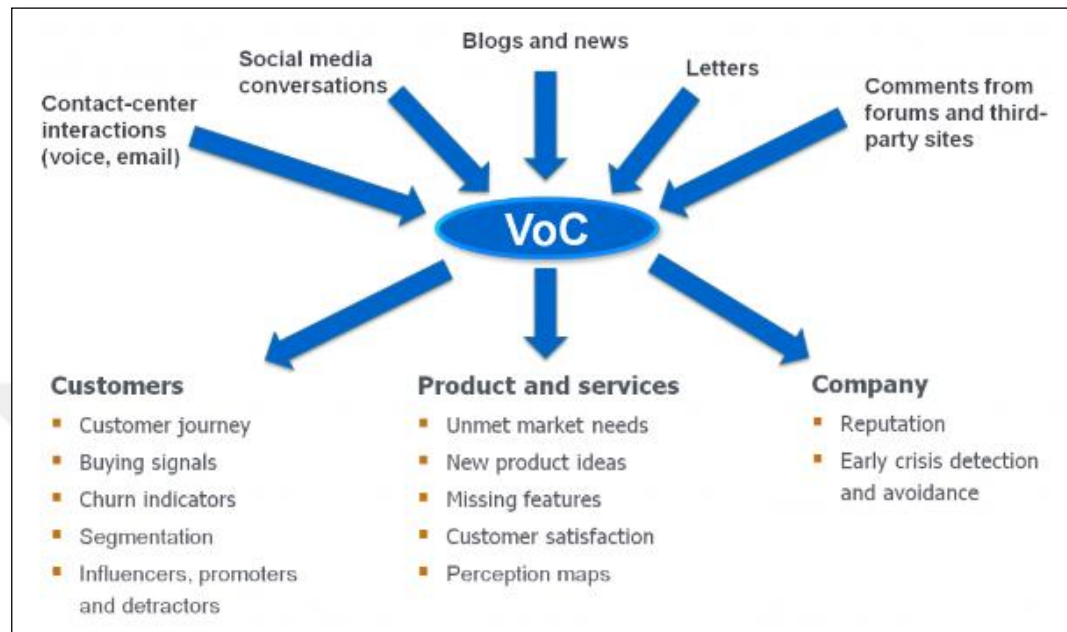 Blogs and news
Social media
conversations
Letters
Contact-center
interactions
(voice, email)
Comments from
forums and third-
party sites
VoC
Customers
▪ Customer journey
▪ Buying signals
▪ Churn indicators
▪ Segmentation
▪ Influencers, promoters
and detractors
Product and services
▪ Unmet market needs
▪ New product ideas
▪ Missing features
▪ Customer satisfaction
▪ Perception maps
Company
▪ Reputation
▪ Early crisis detection
and avoidance